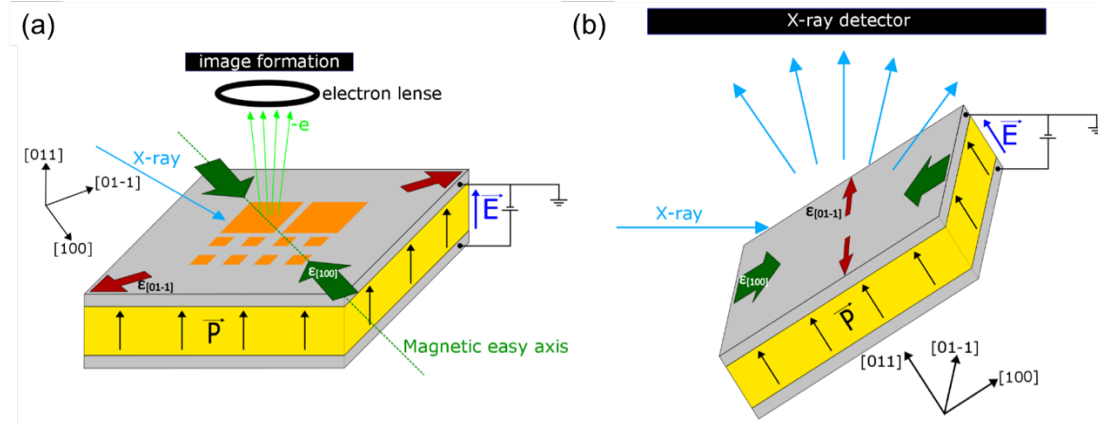 (a)
image formation
electron lense
-e
X-ray
[011]
[01-1]
[100]
E
ε[100]
ε[01-1]
P
Magnetic easy axis
(b)
X-ray detector
E
X-ray
ε[01-1]
ε[100]
P
[011]
[01-1]
[100]